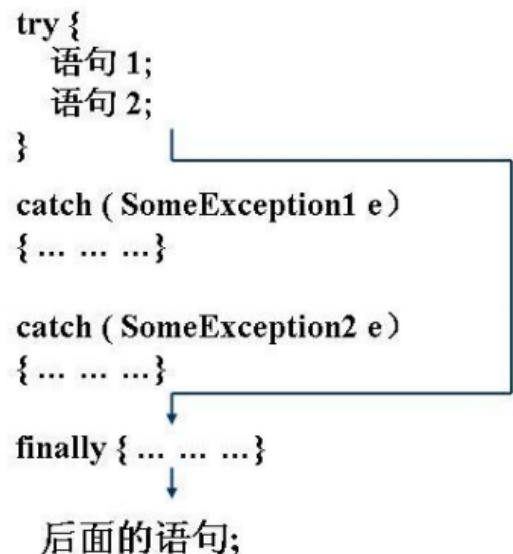 try {
语句 1;
语句 2;
}
catch ( SomeException1 e）
{ ... ... ...}
catch ( SomeException2 e）
{ ... ... ...}
finally { ... ... ...}
后面的语句;